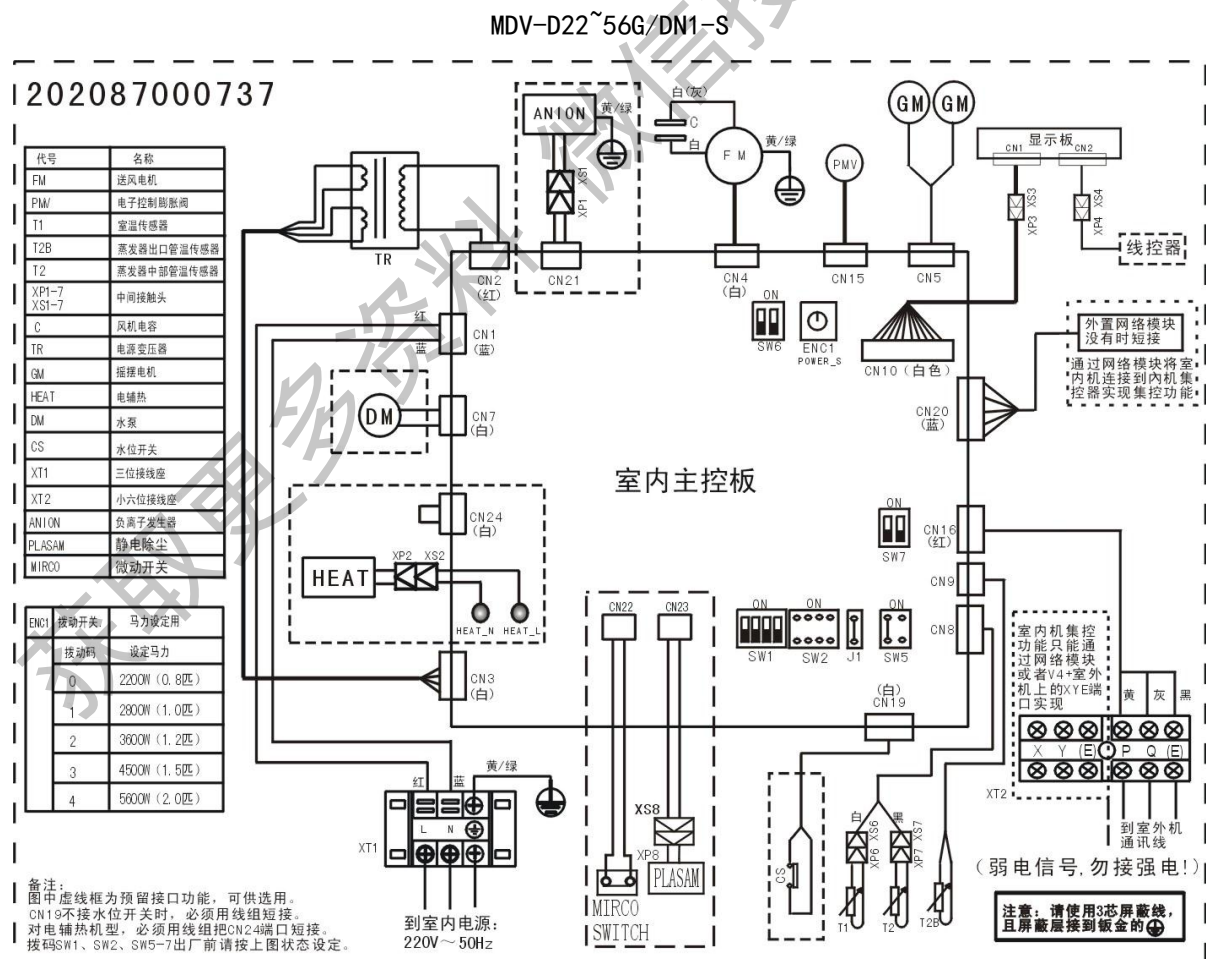 MDV-D22~56G/DN1-S
202087000737
代号 名称
FM 送风电机
PMV 电子控制膨胀阀
T1 室温传感器
T2B 蒸发器出口管温传感器
T2 蒸发器中部管温传感器
XP1-7
XS1-7 中间接触头
C 风机电容
TR 电源变压器
GM 摇摆电机
HEAT 电辅热
DM 水泵
CS 水位开关
XT1 三位接线座
XT2 小六位接线座
ANION 负离子发生器
PLASAM 静电除尘
MIRCO 微动开关
ENC1 拨动开关 马力设定用
拨动码 设定马力
0 2200W(0.8匹)
1 2800W(1.0匹)
2 3600W(1.2匹)
3 4500W(1.5匹)
4 5600W(2.0匹)
TR
CN2
(红)
ANION
黄/绿
XP1 XS1
CN21
白(灰)
C
白
FM
黄/绿
CN4
(白)
PMV
CN15
GM GM
CN5
显示板
CN1 CN2
XP3 XS3
XP4 XS4
线控器
红
蓝
CN1
(蓝)
ON
SW6
ENC1
POWER_S
CN10(白色)
外置网络模块
没有时短接
通过网络模块将室
内机连接到内机集
控器实现集控功能
DM
CN7
(白)
CN20
(蓝)
室内主控板
CN24
(白)
HEAT
XP2 XS2
HEAT_N HEAT_L
ON
SW7
CN16
(红)
CN9
CN8
CN22 CN23
ON
SW1
ON
SW2
J1
ON
SW5
CN3
(白)
(白)
CN19
室内机集控
功能只能通
过网络模块
或者V4+室外
机上的XYE端
口实现
黄 灰 黑
X Y (E) P Q (E)
XT2
到室外机
通讯线
(弱电信号,勿接强电!)
红 蓝 黄/绿
L N
XT1
到室内电源:
220V~50Hz
XS8
XP8
PLASAM
MIRCO
SWITCH
CS
白 黑
XP6 XS6
XP7 XS7
T1 T2 T2B
注意: 请使用3芯屏蔽线,
且屏蔽层接到钣金的
备注:
图中虚线框为预留接口功能, 可供选用。
CN19不接水位开关时, 必须用线组短接。
对电辅热机型, 必须用线组把CN24端口短接。
拨码SW1、SW2、SW5-7出厂前请按上图状态设定。
获取更多资料 微信搜